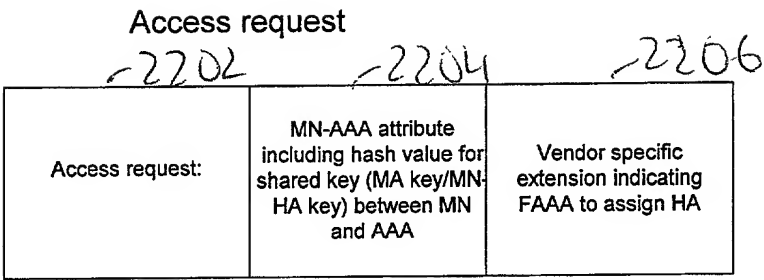 Access request
2202
2204
2206
Access request:
MN-AAA attribute
including hash value for
shared key (MA key/MN-
HA key) between MN
and AAA
Vendor specific
extension indicating
FAAA to assign HA